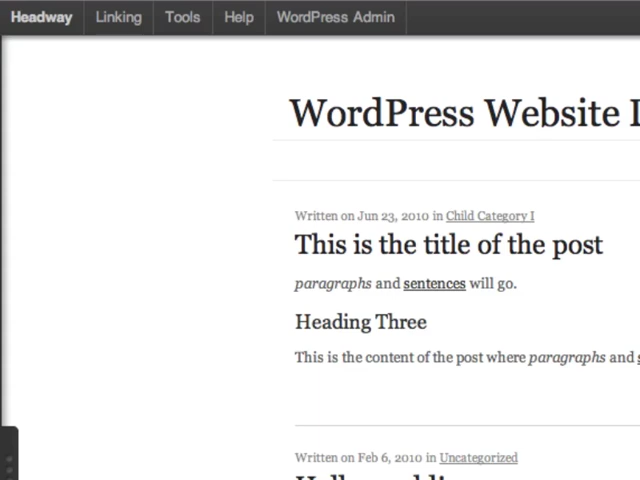 Headway Linking Tools Help WordPress Admin
WordPress Website
Written on Jun 23, 2010 in Child Category I
This is the title of the post
paragraphs and sentences will go.
Heading Three
This is the content of the post where paragraphs and
Written on Feb 6, 2010 in Uncategorized